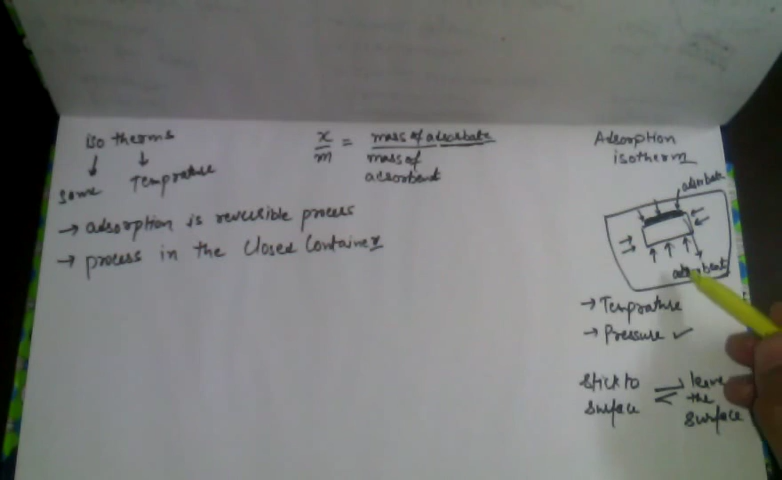 iso therms
Same Temprature
→ adsorption is reversible process
→ process in the closed container
x/m = mass of adsorbate
mass of
adsorbent
Adsorption
isotherm
adsorbate
→ Temprature
→ Pressure ✓
Stick to ⇌ leave
surface the
surface